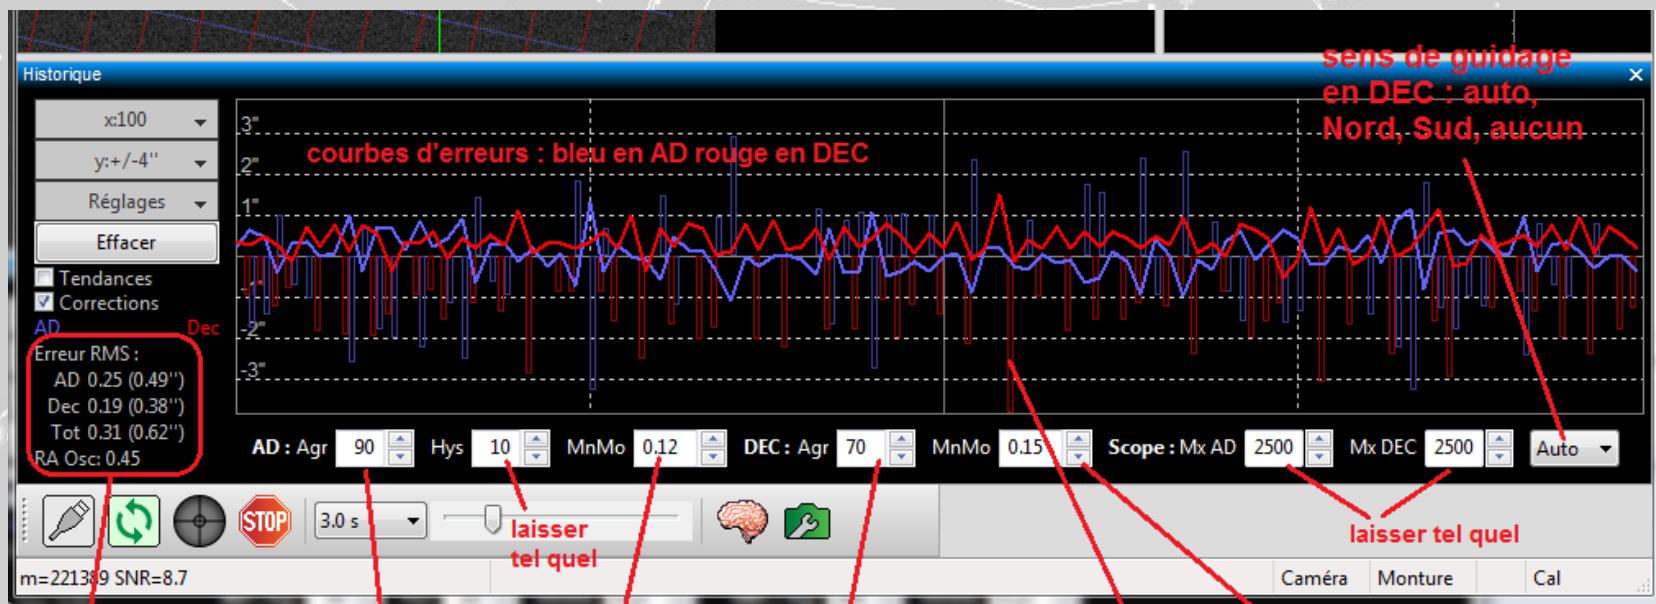 sens de guidage
en DEC : auto,
Nord, Sud, aucun
Historique
x:100
y:+/-4''
Réglages
Effacer
Tendances
Corrections
AD Dec
Erreur RMS :
AD 0.25 (0.49'')
Dec 0.19 (0.38'')
Tot 0.31 (0.62'')
RA Osc: 0.45
3"
2"
1"
-1"
-2"
-3"
courbes d'erreurs : bleu en AD rouge en DEC
AD : Agr 90 Hys 10 MnMo 0.12 DEC : Agr 70 MnMo 0.15 Scope : Mx AD 2500 Mx DEC 2500 Auto
STOP
3.0 s
laisser
tel quel
laisser tel quel
m=221389 SNR=8.7
Caméra Monture Cal